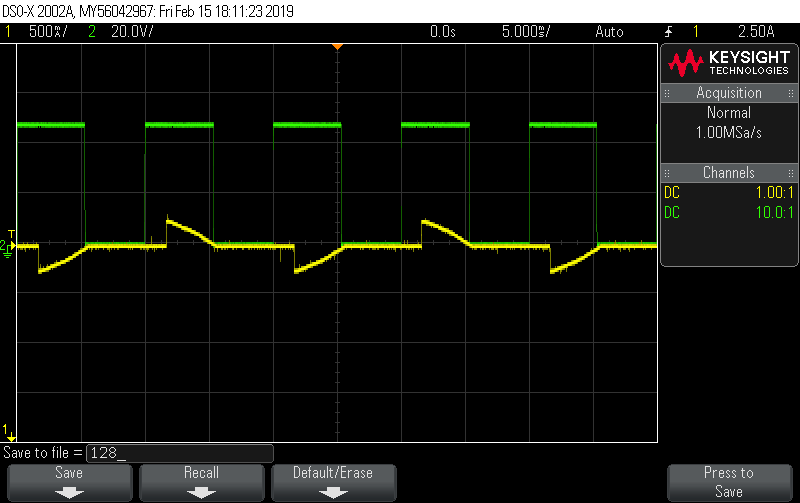 DSO-X 2002A, MY56042967: Fri Feb 15 18:11:23 2019
1 500%/ 2 20.0V/ 0.0s 5.000%/ Auto 1 2.50A
KEYSIGHT
TECHNOLOGIES
Acquisition
Normal
1.00MSa/s
Channels
DC 1.00:1
DC 10.0:1
T
2
1
Save to file = 128_
Save Recall Default/Erase Press to
Save